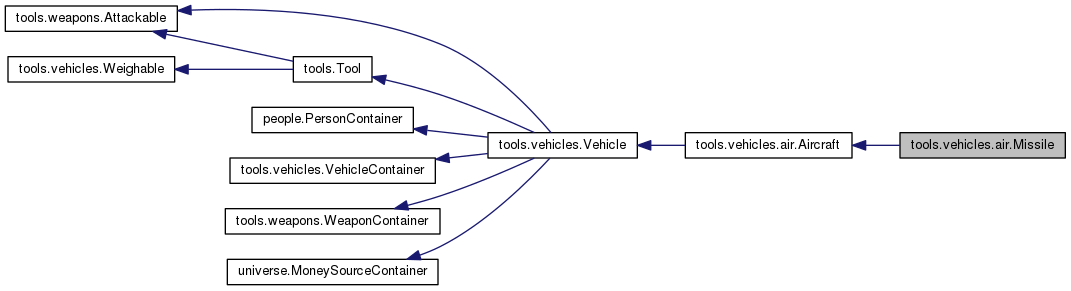 tools.weapons.Attackable
tools.vehicles.Weighable
tools.Tool
people.PersonContainer
tools.vehicles.Vehicle
tools.vehicles.air.Aircraft
tools.vehicles.air.Missile
tools.vehicles.VehicleContainer
tools.weapons.WeaponContainer
universe.MoneySourceContainer